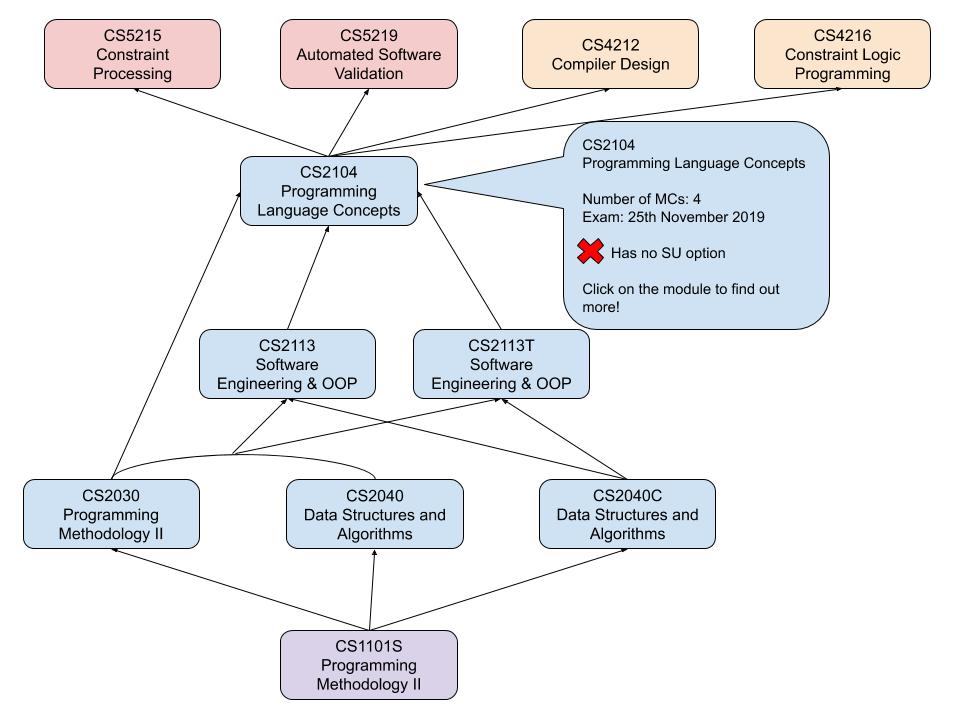 CS5215
Constraint
Processing
CS5219
Automated Software
Validation
CS4212
Compiler Design
CS4216
Constraint Logic
Programming
CS2104
Programming
Language Concepts
CS2104
Programming Language Concepts
Number of MCs: 4
Exam: 25th November 2019
Has no SU option
Click on the module to find out
more!
CS2113
Software
Engineering & OOP
CS2113T
Software
Engineering & OOP
CS2030
Programming
Methodology II
CS2040
Data Structures and
Algorithms
CS2040C
Data Structures and
Algorithms
CS1101S
Programming
Methodology II